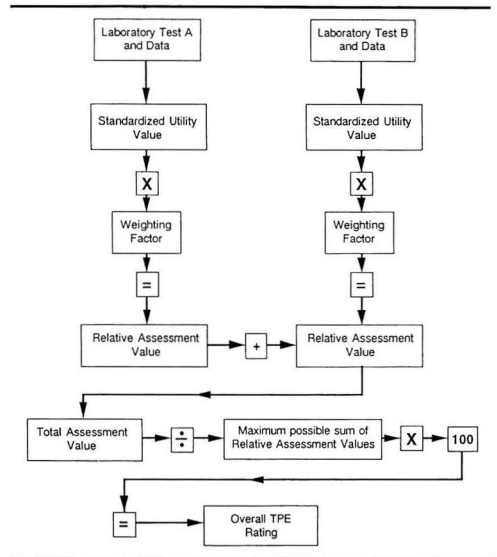 Laboratory Test A
and Data
Laboratory Test B
and Data
Standardized Utility
Value
Standardized Utility
Value
X
X
Weighting
Factor
Weighting
Factor
=
=
Relative Assessment
Value
+
Relative Assessment
Value
Total Assessment
Value
÷
Maximum possible sum of
Relative Assessment Values
X
100
=
Overall TPE
Rating